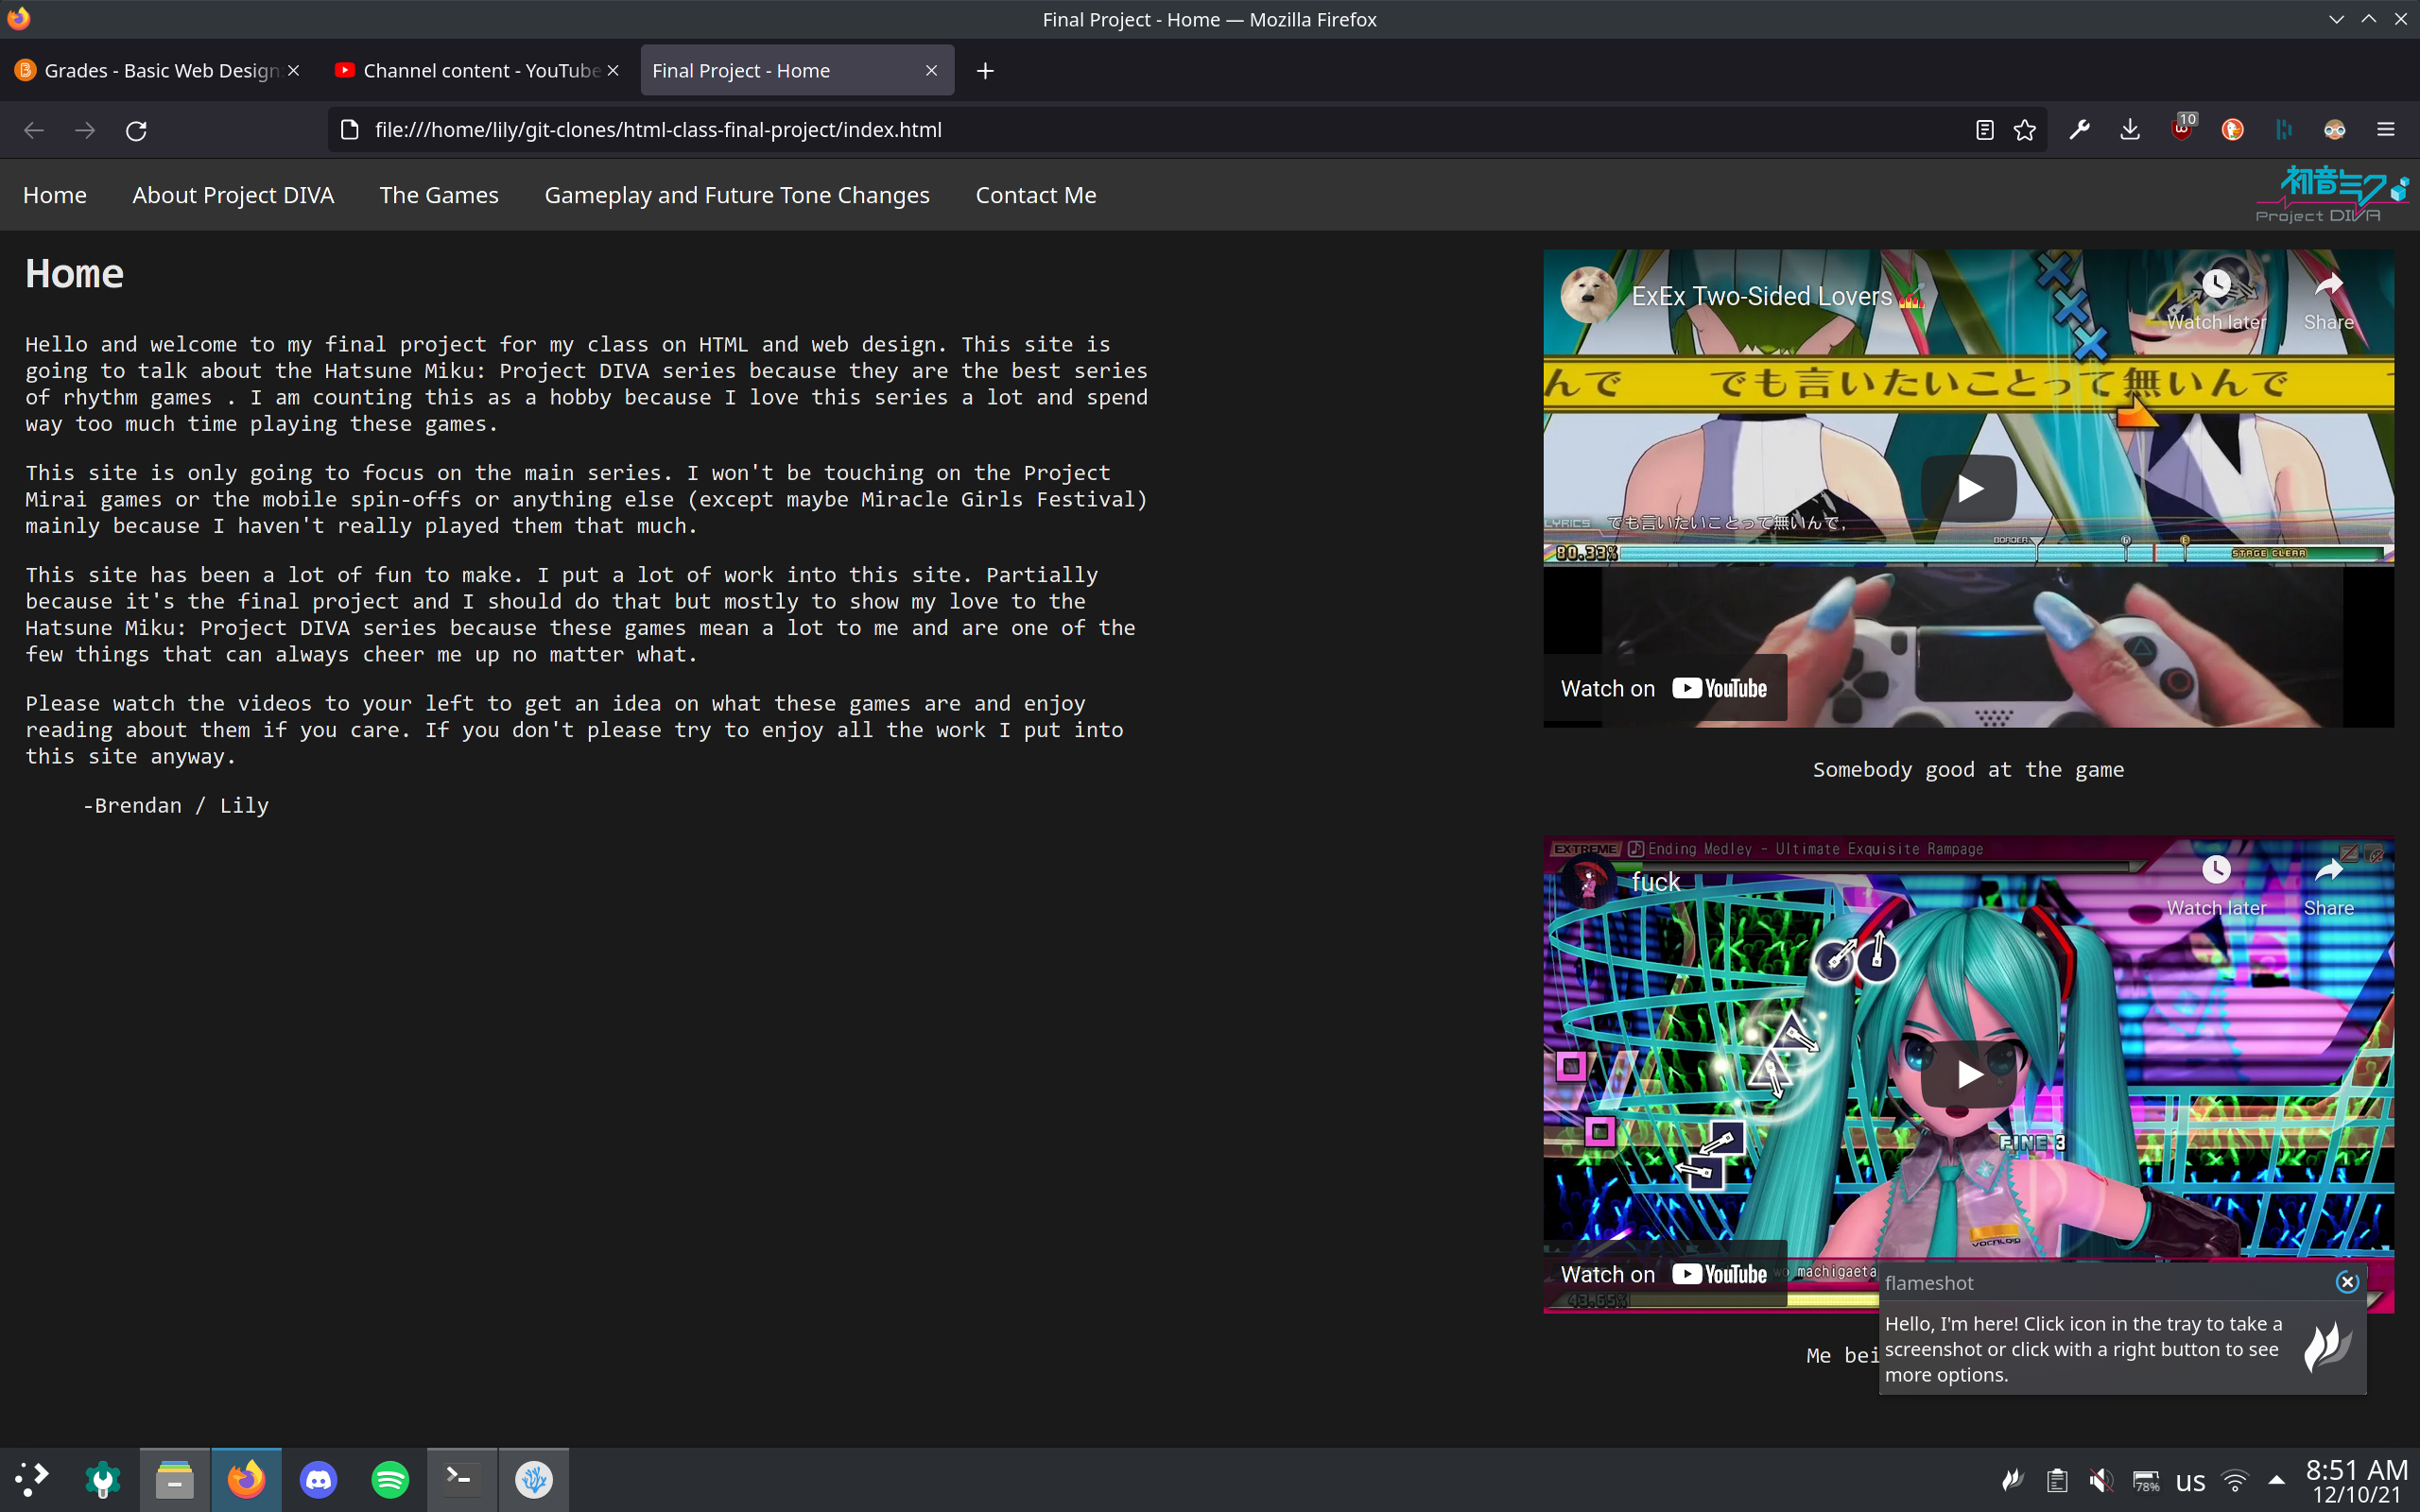 Final Project - Home — Mozilla Firefox
Grades - Basic Web Design
Channel content - YouTube
Final Project - Home
file:///home/lily/git-clones/html-class-final-project/index.html
10
Home
About Project DIVA
The Games
Gameplay and Future Tone Changes
Contact Me
初音ミク
Project DIVA
Home
Hello and welcome to my final project for my class on HTML and web design. This site is
going to talk about the Hatsune Miku: Project DIVA series because they are the best series
of rhythm games . I am counting this as a hobby because I love this series a lot and spend
way too much time playing these games.
This site is only going to focus on the main series. I won't be touching on the Project
Mirai games or the mobile spin-offs or anything else (except maybe Miracle Girls Festival)
mainly because I haven't really played them that much.
This site has been a lot of fun to make. I put a lot of work into this site. Partially
because it's the final project and I should do that but mostly to show my love to the
Hatsune Miku: Project DIVA series because these games mean a lot to me and are one of the
few things that can always cheer me up no matter what.
Please watch the videos to your left to get an idea on what these games are and enjoy
reading about them if you care. If you don't please try to enjoy all the work I put into
this site anyway.
-Brendan / Lily
ExEx Two-Sided Lovers
Watch later
Share
んで でも言いたいことって無いんで
LYRICS でも言いたいことって無いんで,
BORDER
80.33%
STAGE CLEAR
Watch on YouTube
Somebody good at the game
EXTREME Ending Medley - Ultimate Exquisite Rampage
fuck
Watch later
Share
FINE 3
VOCALOID
Watch on YouTube
wo machigaeta
48.65%
Me bei
flameshot
Hello, I'm here! Click icon in the tray to take a
screenshot or click with a right button to see
more options.
78%
us
8:51 AM
12/10/21